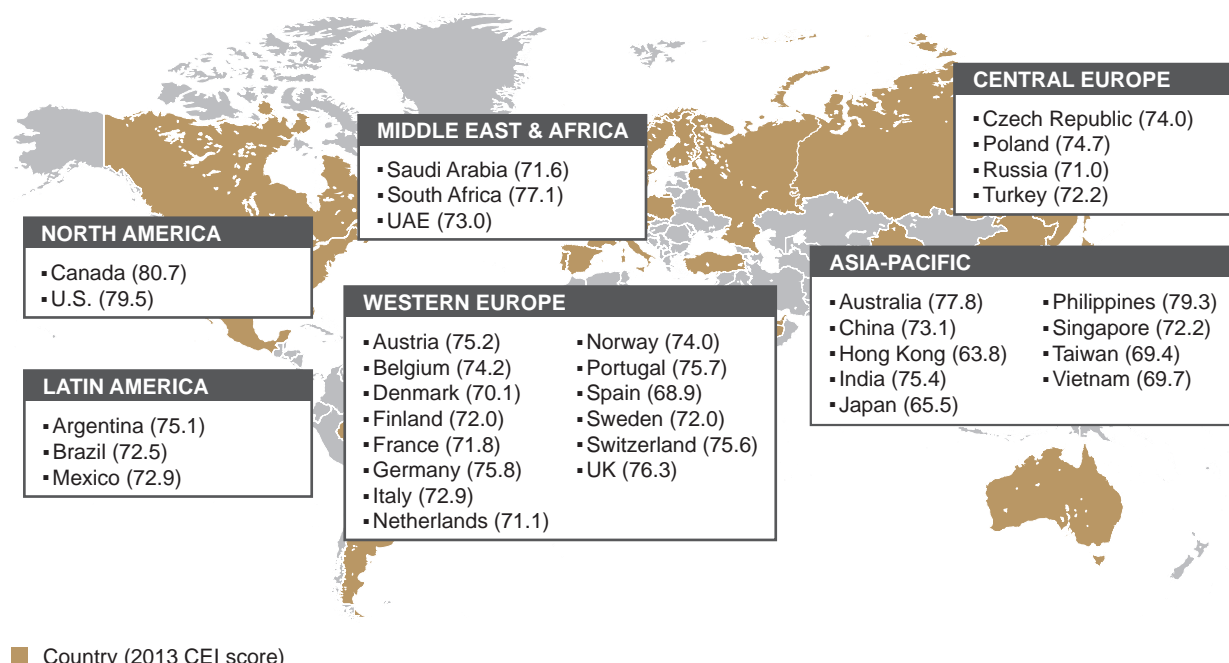 MIDDLE EAST & AFRICA
▪ Saudi Arabia (71.6)
▪ South Africa (77.1)
▪ UAE (73.0)
CENTRAL EUROPE
▪ Czech Republic (74.0)
▪ Poland (74.7)
▪ Russia (71.0)
▪ Turkey (72.2)
NORTH AMERICA
▪ Canada (80.7)
▪ U.S. (79.5)
LATIN AMERICA
▪ Argentina (75.1)
▪ Brazil (72.5)
▪ Mexico (72.9)
WESTERN EUROPE
▪ Austria (75.2)
▪ Belgium (74.2)
▪ Denmark (70.1)
▪ Finland (72.0)
▪ France (71.8)
▪ Germany (75.8)
▪ Italy (72.9)
▪ Netherlands (71.1)
▪ Norway (74.0)
▪ Portugal (75.7)
▪ Spain (68.9)
▪ Sweden (72.0)
▪ Switzerland (75.6)
▪ UK (76.3)
ASIA-PACIFIC
▪ Australia (77.8)
▪ China (73.1)
▪ Hong Kong (63.8)
▪ India (75.4)
▪ Japan (65.5)
▪ Philippines (79.3)
▪ Singapore (72.2)
▪ Taiwan (69.4)
▪ Vietnam (69.7)
Country (2013 CEI score)